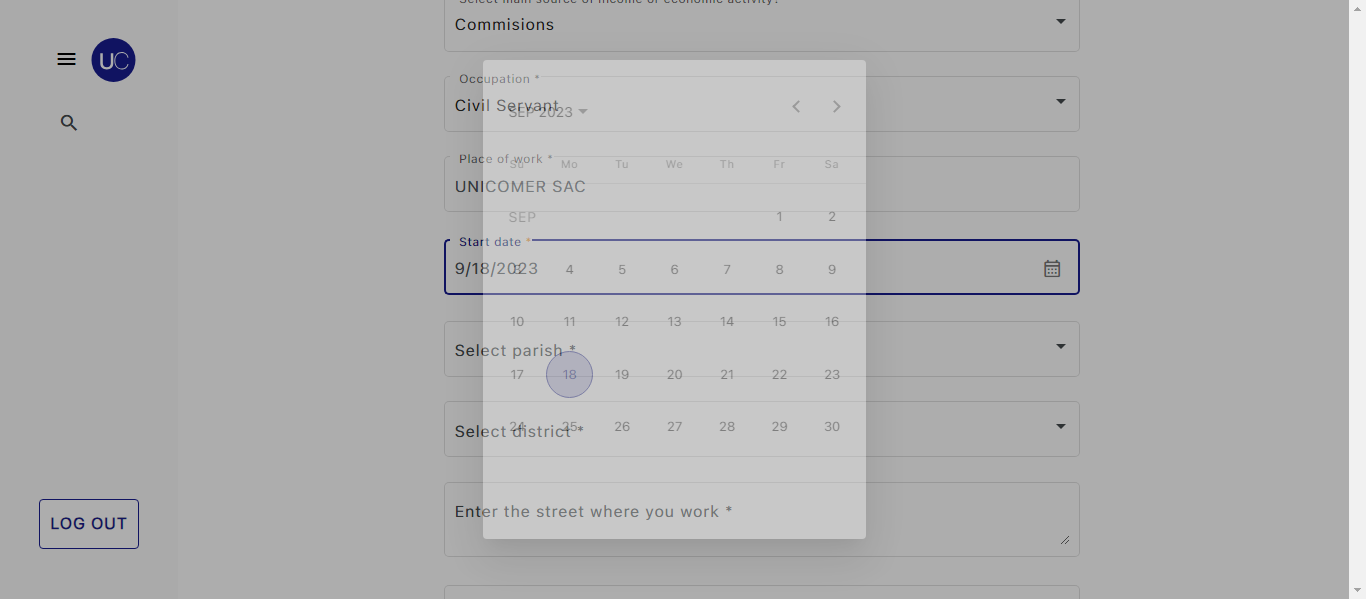 Select main source of income or economic activity?
Commisions
UC
Occupation *
Civil Servant
SEP 2023
Place of work *
Su Mo Tu We Th Fr Sa
UNICOMER SAC
SEP 1 2
Start date *
9/18/2023
3 4 5 6 7 8 9
10 11 12 13 14 15 16
Select parish *
17 18 19 20 21 22 23
24 25 26 27 28 29 30
Select district *
Enter the street where you work *
LOG OUT